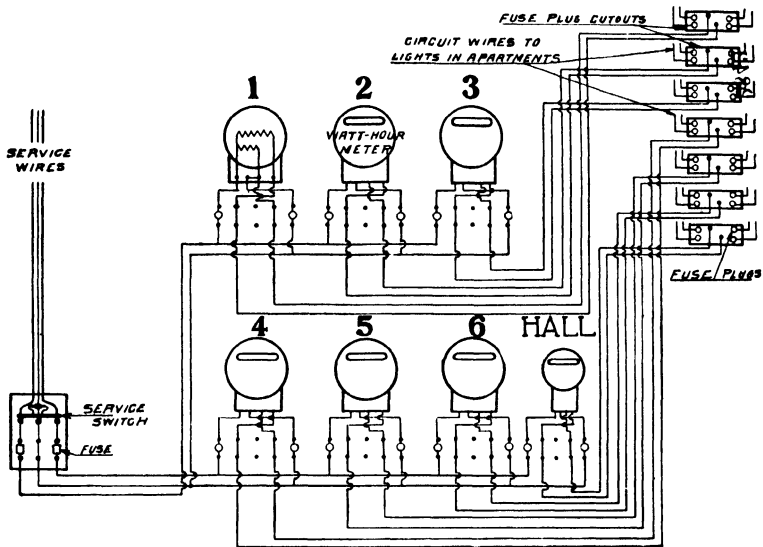 FUSE PLUG CUTOUTS
CIRCUIT WIRES TO
LIGHTS IN APARTMENTS
1 2 3
WATT-HOUR
METER
SERVICE
WIRES
FUSE PLUGS
4 5 6 HALL
SERVICE
SWITCH
FUSE